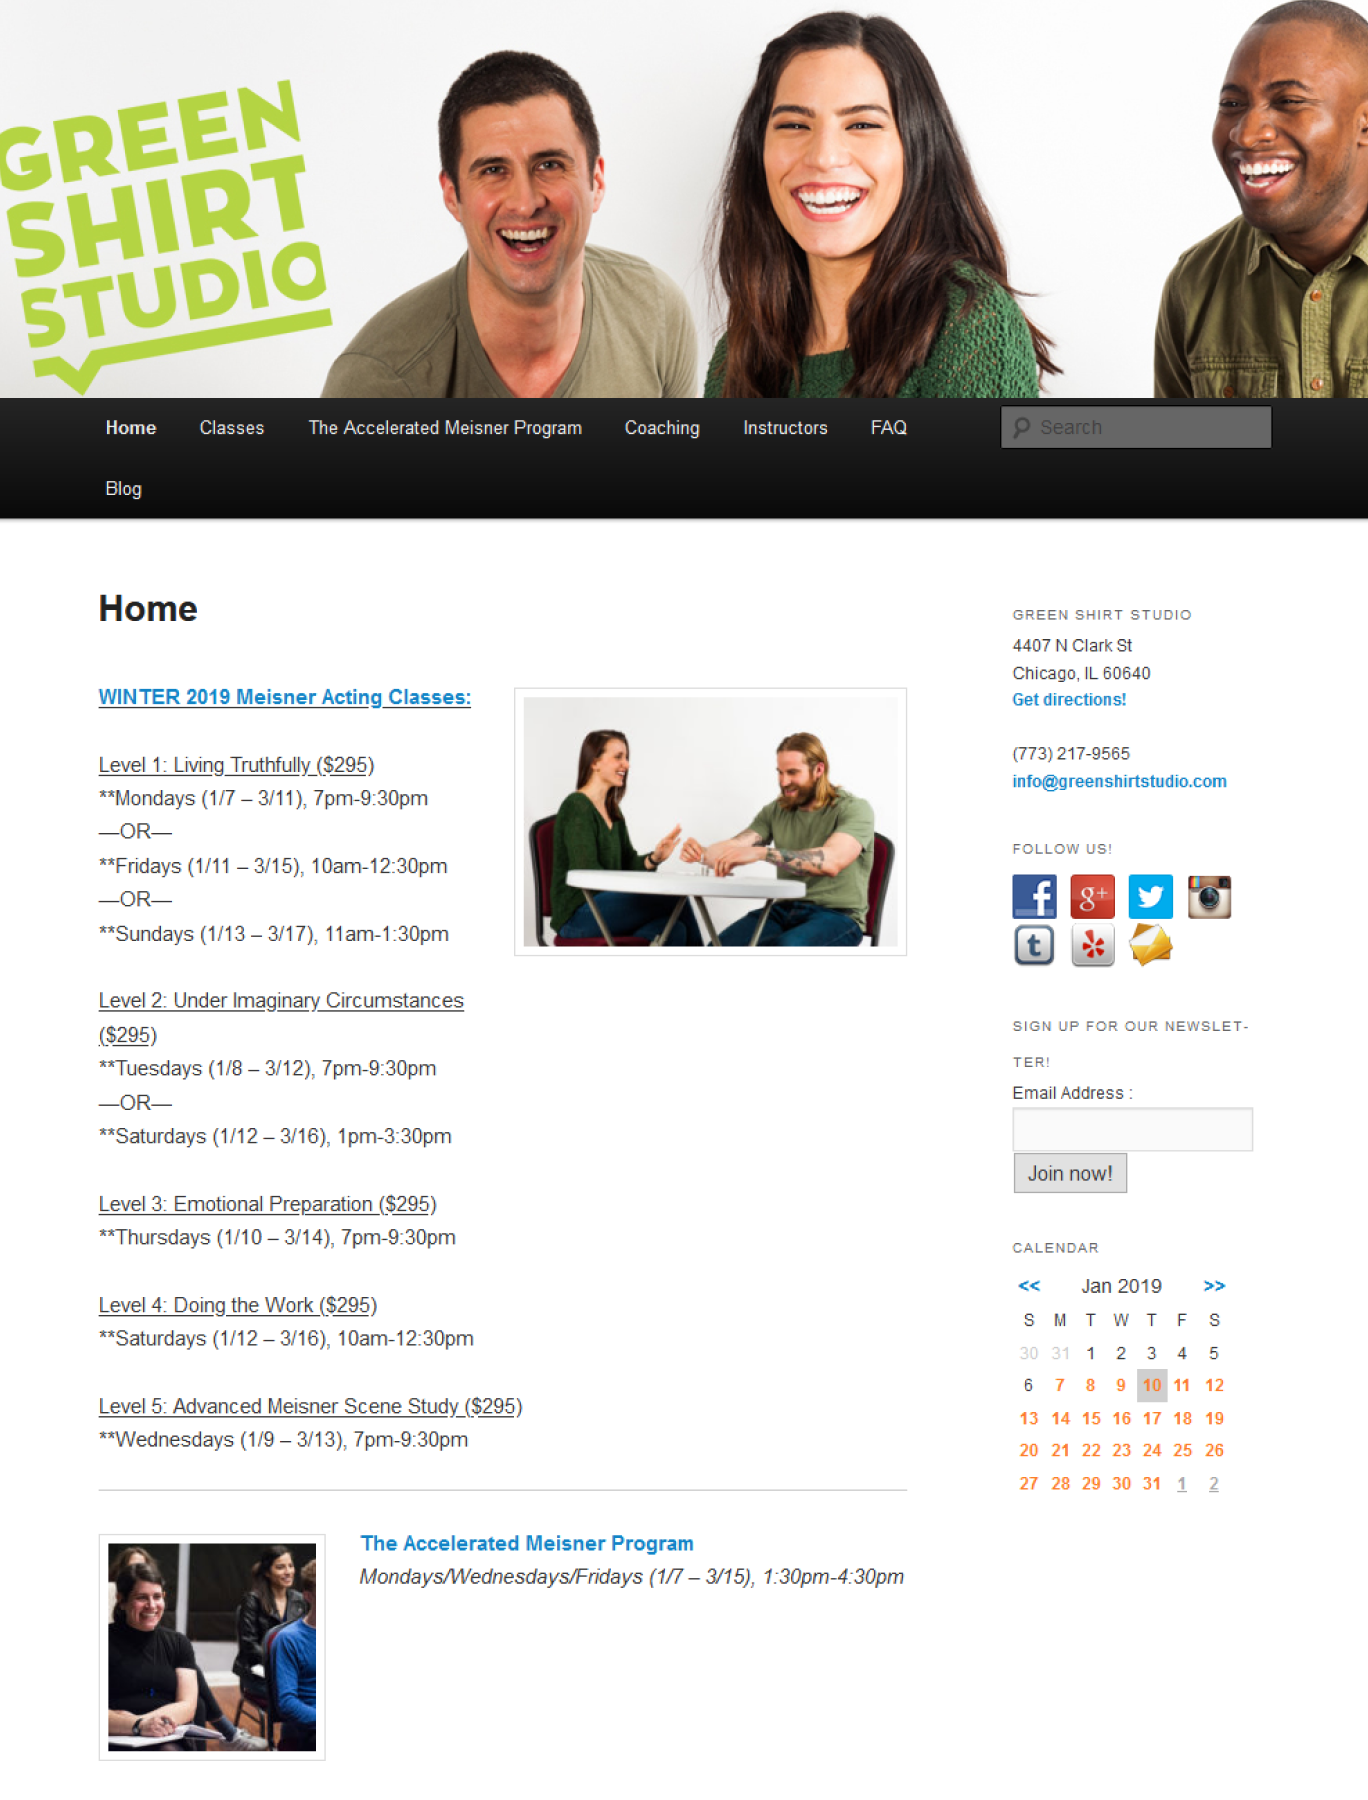 GREEN
SHIRT
STUDIO
Home Classes The Accelerated Meisner Program Coaching Instructors FAQ Search
Blog
Home
WINTER 2019 Meisner Acting Classes:
Level 1: Living Truthfully ($295)
**Mondays (1/7 – 3/11), 7pm-9:30pm
—OR—
**Fridays (1/11 – 3/15), 10am-12:30pm
—OR—
**Sundays (1/13 – 3/17), 11am-1:30pm
Level 2: Under Imaginary Circumstances
($295)
**Tuesdays (1/8 – 3/12), 7pm-9:30pm
—OR—
**Saturdays (1/12 – 3/16), 1pm-3:30pm
Level 3: Emotional Preparation ($295)
**Thursdays (1/10 – 3/14), 7pm-9:30pm
Level 4: Doing the Work ($295)
**Saturdays (1/12 – 3/16), 10am-12:30pm
Level 5: Advanced Meisner Scene Study ($295)
**Wednesdays (1/9 – 3/13), 7pm-9:30pm
The Accelerated Meisner Program
Mondays/Wednesdays/Fridays (1/7 – 3/15), 1:30pm-4:30pm
GREEN SHIRT STUDIO
4407 N Clark St
Chicago, IL 60640
Get directions!
(773) 217-9565
info@greenshirtstudio.com
FOLLOW US!
f g+
t
SIGN UP FOR OUR NEWSLET-
TER!
Email Address :
Join now!
CALENDAR
<< Jan 2019 >>
S M T W T F S
30 31 1 2 3 4 5
6 7 8 9 10 11 12
13 14 15 16 17 18 19
20 21 22 23 24 25 26
27 28 29 30 31 1 2